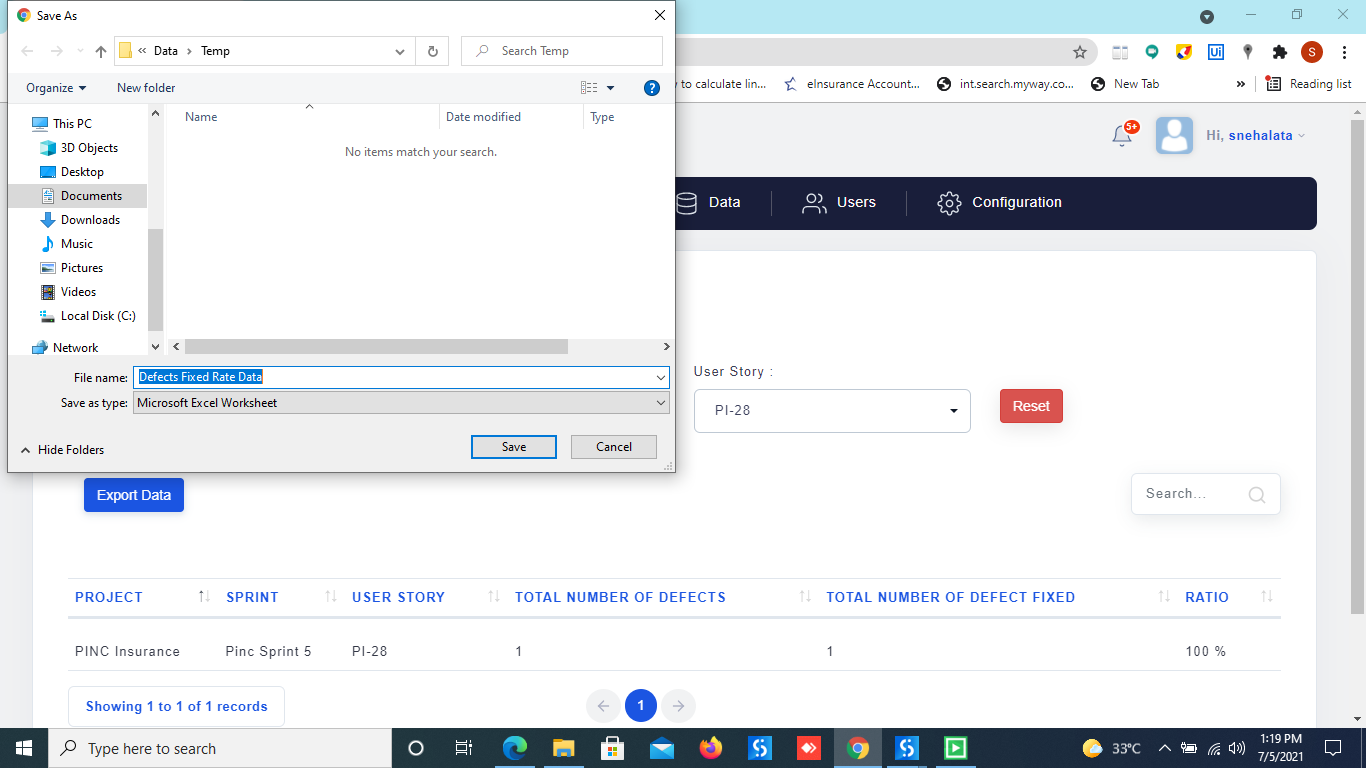 Save As
« Data › Temp
Search Temp
Organize
New folder
Name
Date modified
Type
No items match your search.
This PC
3D Objects
Desktop
Documents
Downloads
Music
Pictures
Videos
Local Disk (C:)
Network
File name: Defects Fixed Rate Data
Save as type: Microsoft Excel Worksheet
Hide Folders
Save
Cancel
Ui
S
to calculate lin...
eInsurance Account...
int.search.myway.co...
New Tab
»
Reading list
5+
Hi, snehalata
Data
Users
Configuration
User Story :
PI-28
Reset
Export Data
Search...
PROJECT SPRINT USER STORY TOTAL NUMBER OF DEFECTS TOTAL NUMBER OF DEFECT FIXED RATIO
PINC Insurance Pinc Sprint 5 PI-28 1 1 100 %
Showing 1 to 1 of 1 records
1
Type here to search
33°C
1:19 PM
7/5/2021